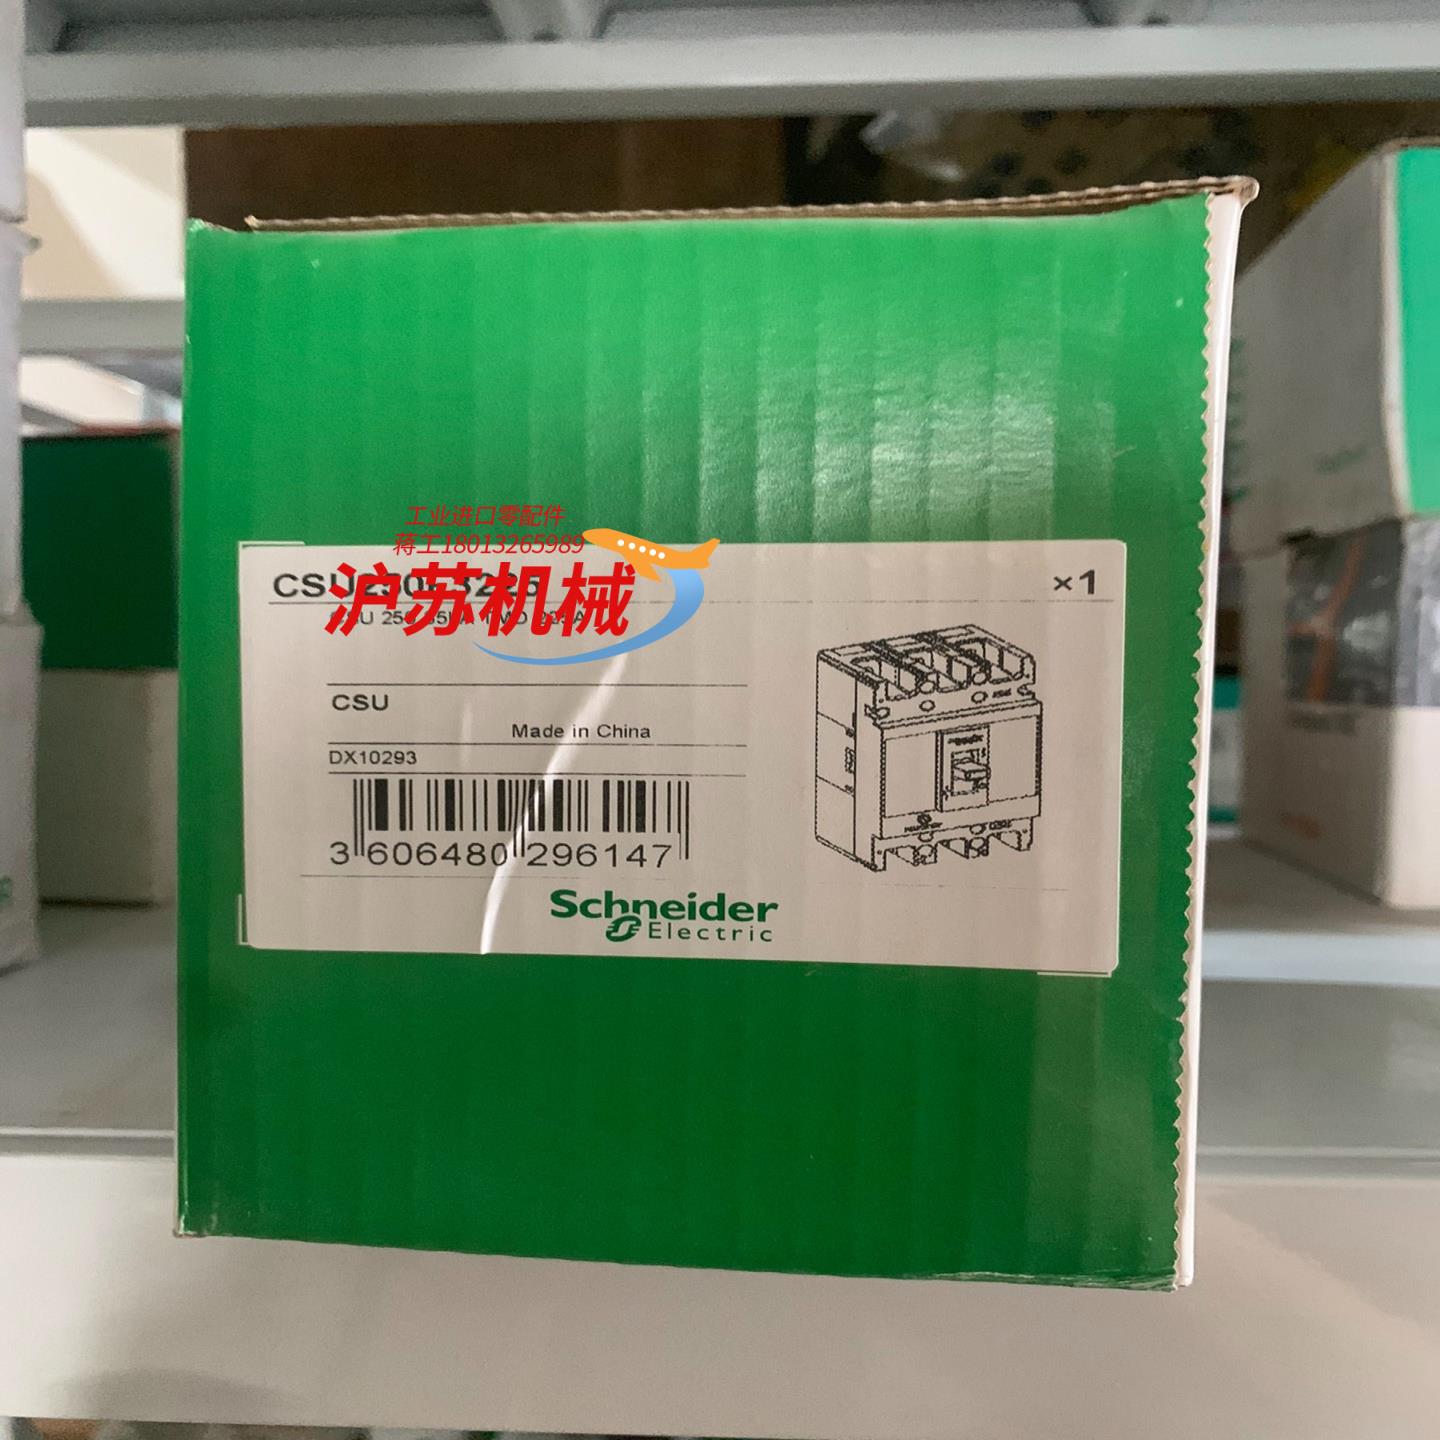 工业进口零配件
蒋工18013265989
沪苏机械
×1
CSU
Made in China
DX10293
3 606480 296147
Schneider
Electric